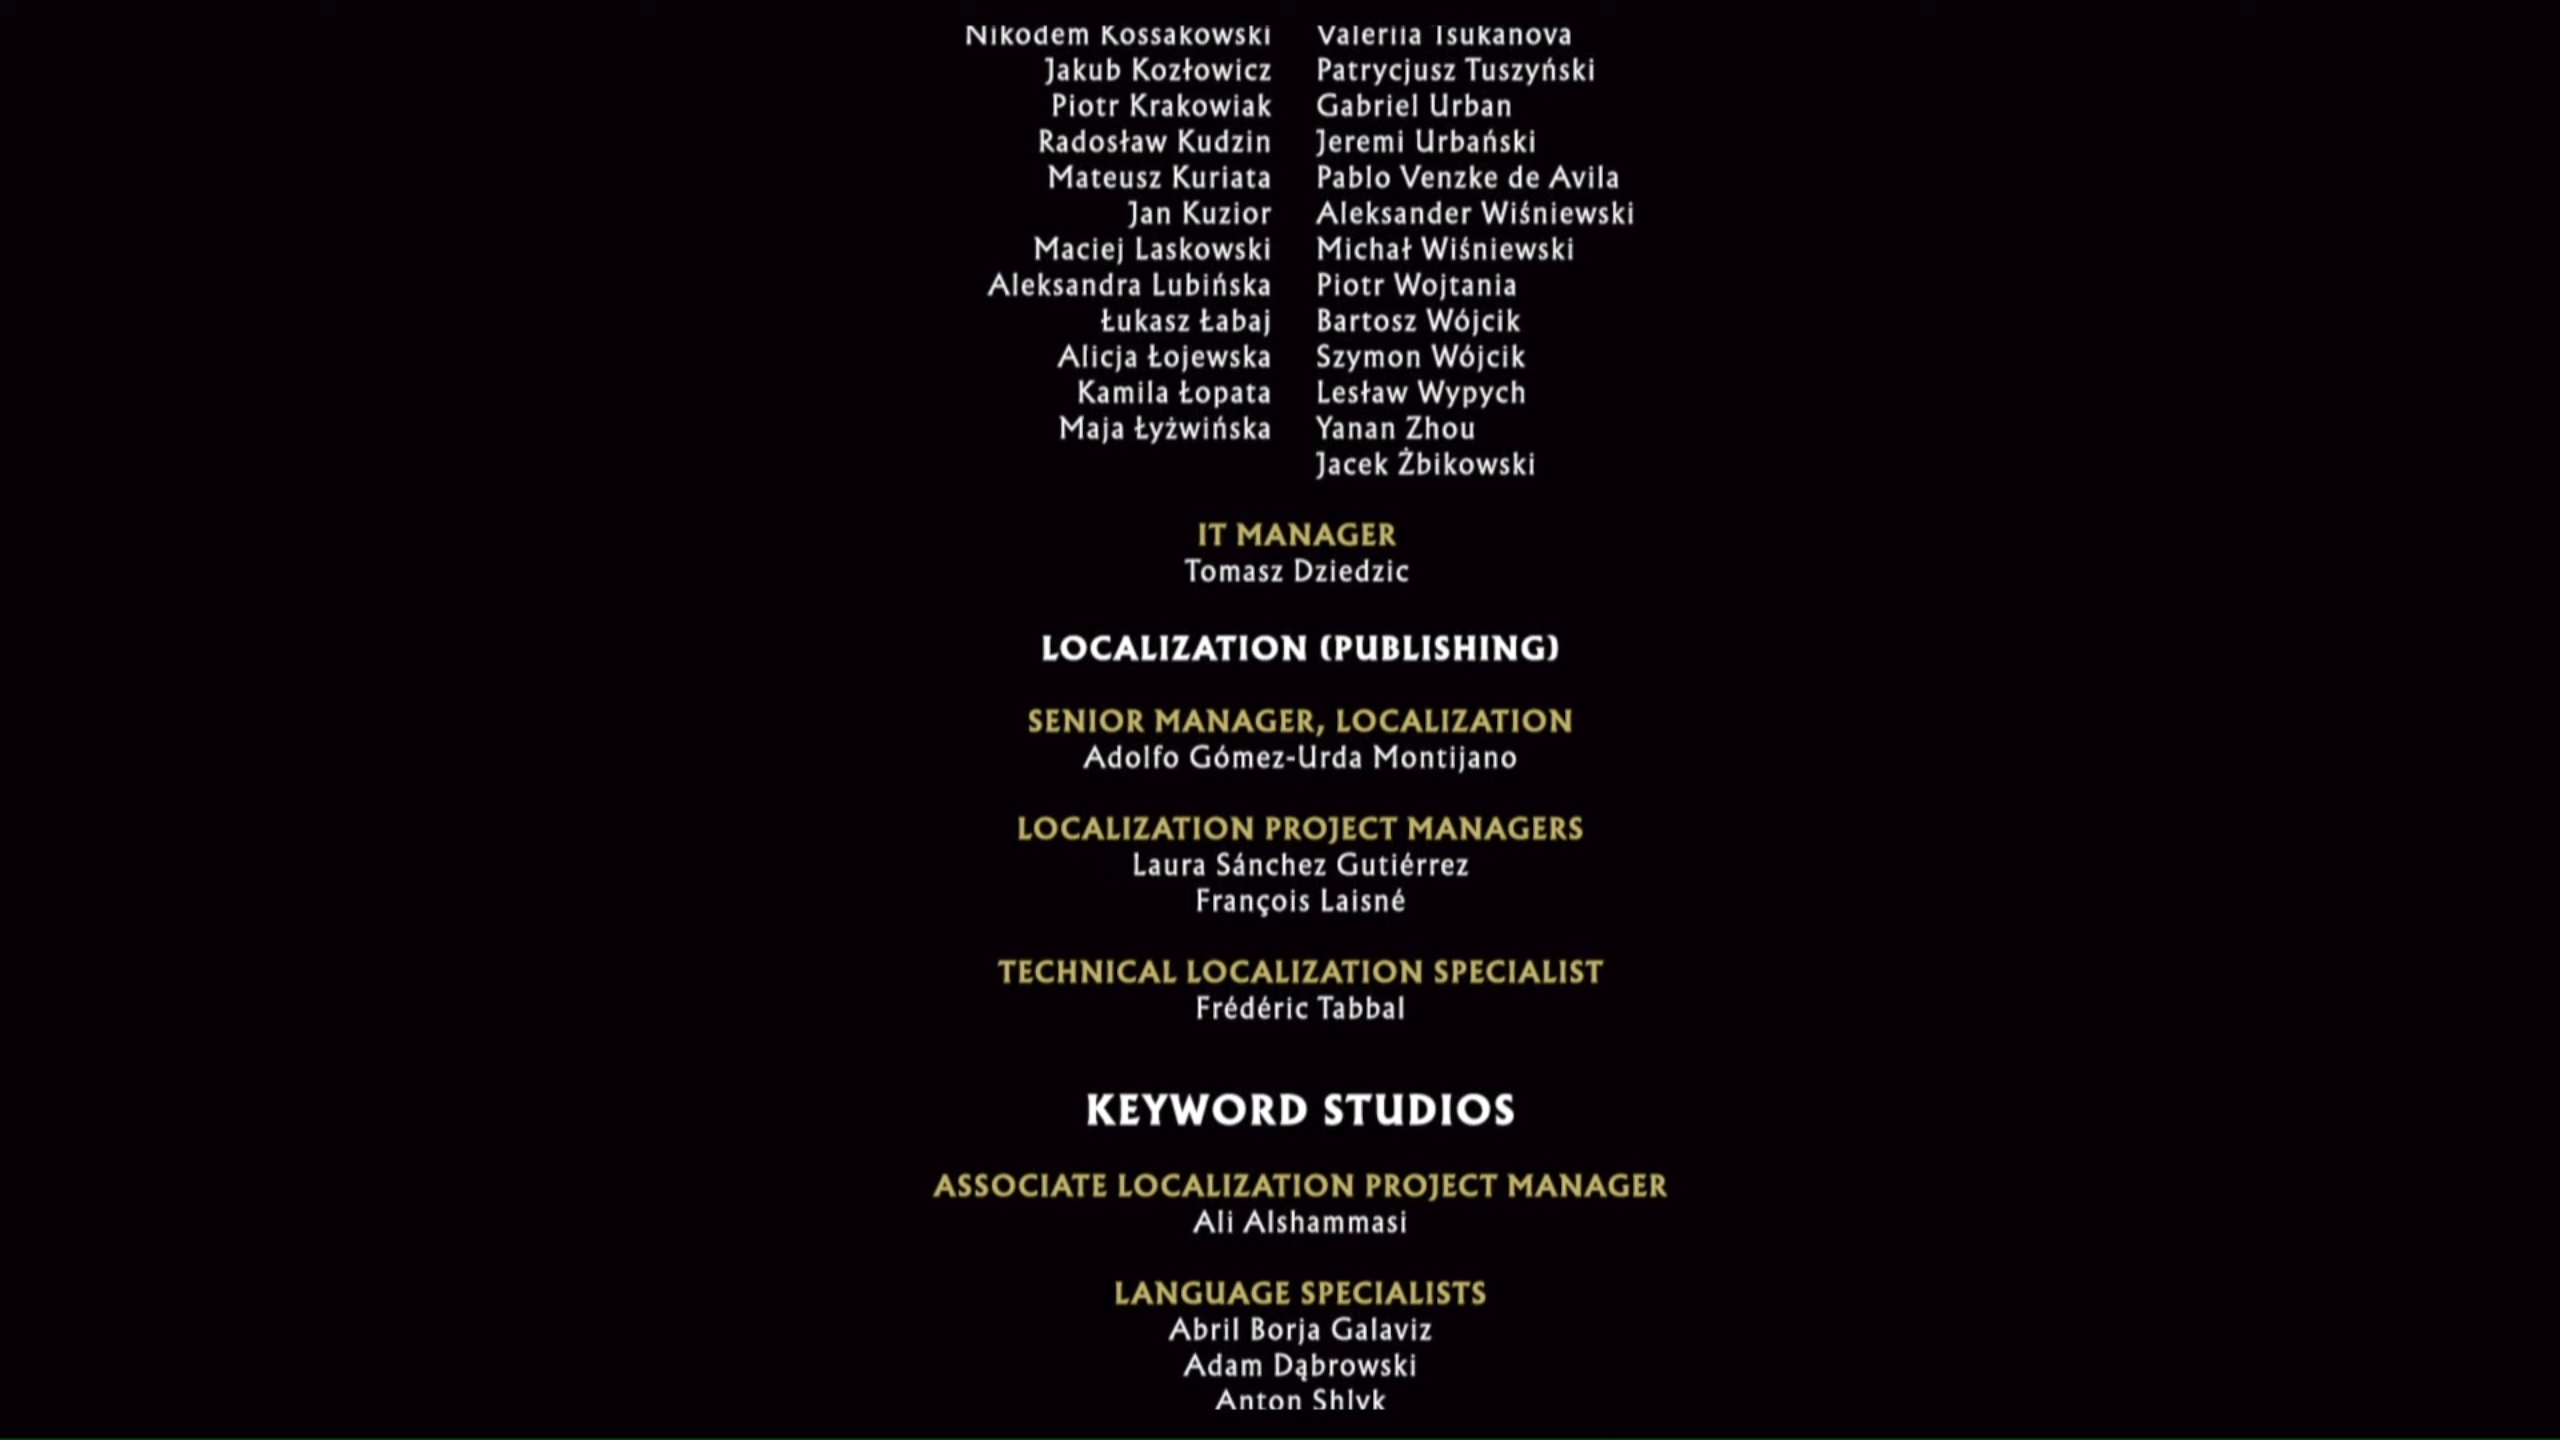 Nikodem Kossakowski Valeriia Tsukanova
Jakub Kozłowicz Patrycjusz Tuszyński
Piotr Krakowiak Gabriel Urban
Radosław Kudzin Jeremi Urbański
Mateusz Kuriata Pablo Venzke de Avila
Jan Kuzior Aleksander Wiśniewski
Maciej Laskowski Michał Wiśniewski
Aleksandra Lubińska Piotr Wojtania
Łukasz Łabaj Bartosz Wójcik
Alicja Łojewska Szymon Wójcik
Kamila Łopata Lesław Wypych
Maja Łyżwińska Yanan Zhou
Jacek Żbikowski
IT MANAGER
Tomasz Dziedzic
LOCALIZATION (PUBLISHING)
SENIOR MANAGER, LOCALIZATION
Adolfo Gómez-Urda Montijano
LOCALIZATION PROJECT MANAGERS
Laura Sánchez Gutiérrez
François Laisné
TECHNICAL LOCALIZATION SPECIALIST
Frédéric Tabbal
KEYWORD STUDIOS
ASSOCIATE LOCALIZATION PROJECT MANAGER
Ali Alshammasi
LANGUAGE SPECIALISTS
Abril Borja Galaviz
Adam Dąbrowski
Anton Shlyk